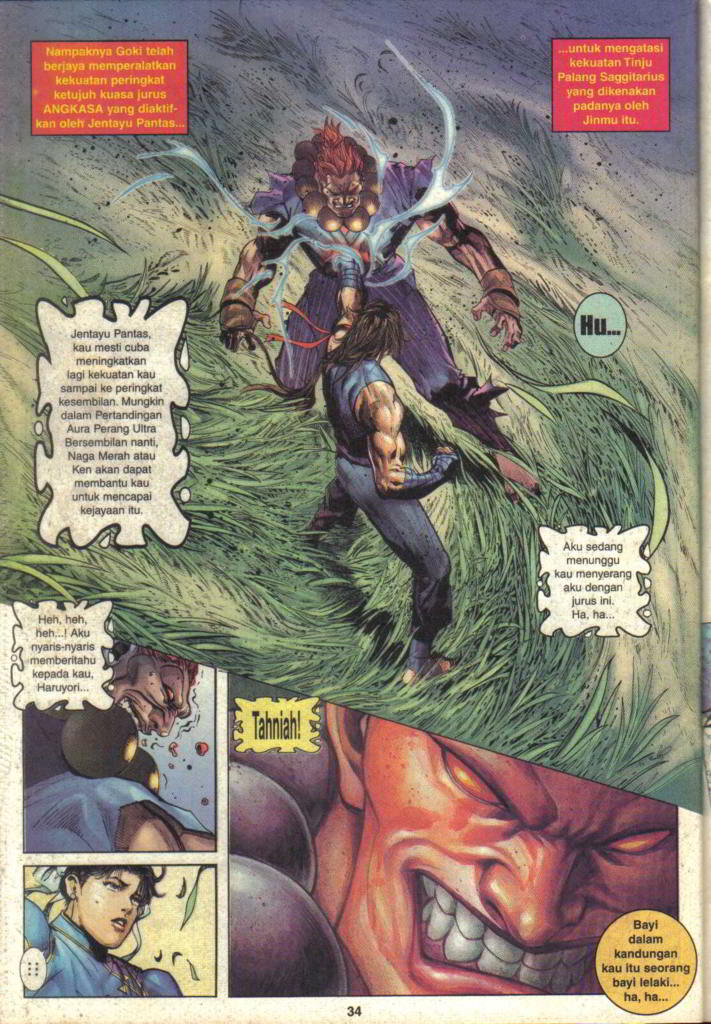 Nampaknya Goki telah
berjaya memperalatkan
kekuatan peringkat
ketujuh kuasa jurus
ANGKASA yang diaktif-
kan oleh Jentayu Pantas...
...untuk mengatasi
kekuatan Tinju
Palang Saggitarius
yang dikenakan
padanya oleh
Jinmu itu.
Hu...
Jentayu Pantas,
kau mesti cuba
meningkatkan
lagi kekuatan kau
sampai ke peringkat
kesembilan. Mungkin
dalam Pertandingan
Aura Perang Ultra
Bersembilan nanti,
Naga Merah atau
Ken akan dapat
membantu kau
untuk mencapai
kejayaan itu.
Aku sedang
menunggu
kau menyerang
aku dengan
jurus ini.
Ha, ha...
Heh, heh,
heh...! Aku
nyaris-nyaris
memberitahu
kepada kau,
Haruyori...
Tahniah!
Bayi
dalam
kandungan
kau itu seorang
bayi lelaki...
ha, ha...
34